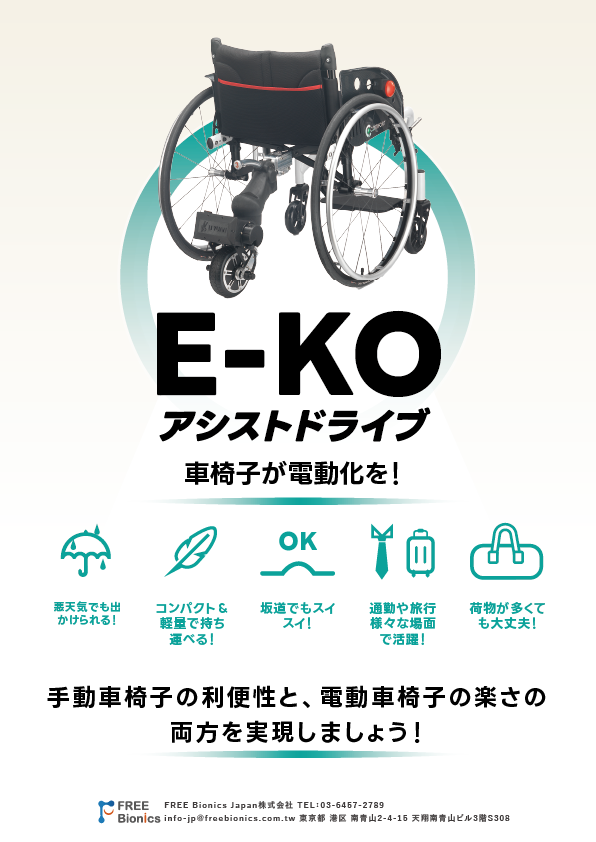 E-KO
アシストドライブ
車椅子が電動化を！
OK
悪天気でも出
かけられる！
コンパクト＆
軽量で持ち
運べる！
坂道でもスイ
スイ！
通勤や旅行
様々な場面
で活躍！
荷物が多くて
も大丈夫！
手動車椅子の利便性と、電動車椅子の楽さの
両方を実現しましょう！
FREE
Bionics
FREE Bionics Japan株式会社 TEL：03-6457-2789
info-jp@freebionics.com.tw 東京都 港区 南青山2-4-15 天翔南青山ビル3階S308